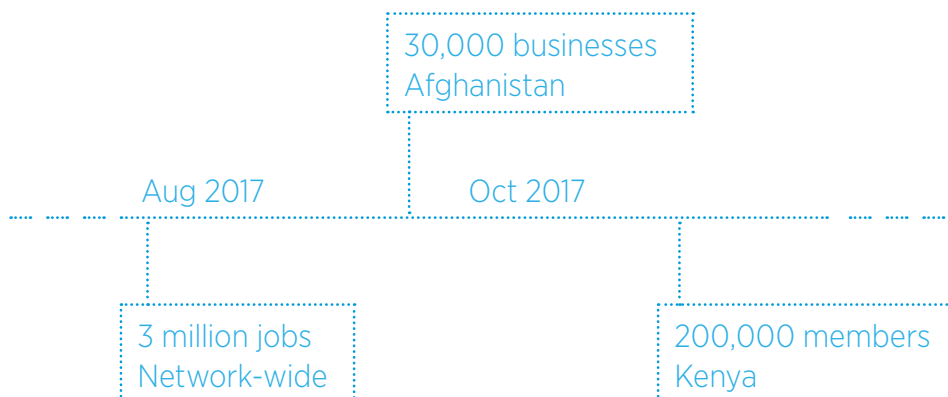 30,000 businesses
Afghanistan
Aug 2017
Oct 2017
3 million jobs
Network-wide
200,000 members
Kenya